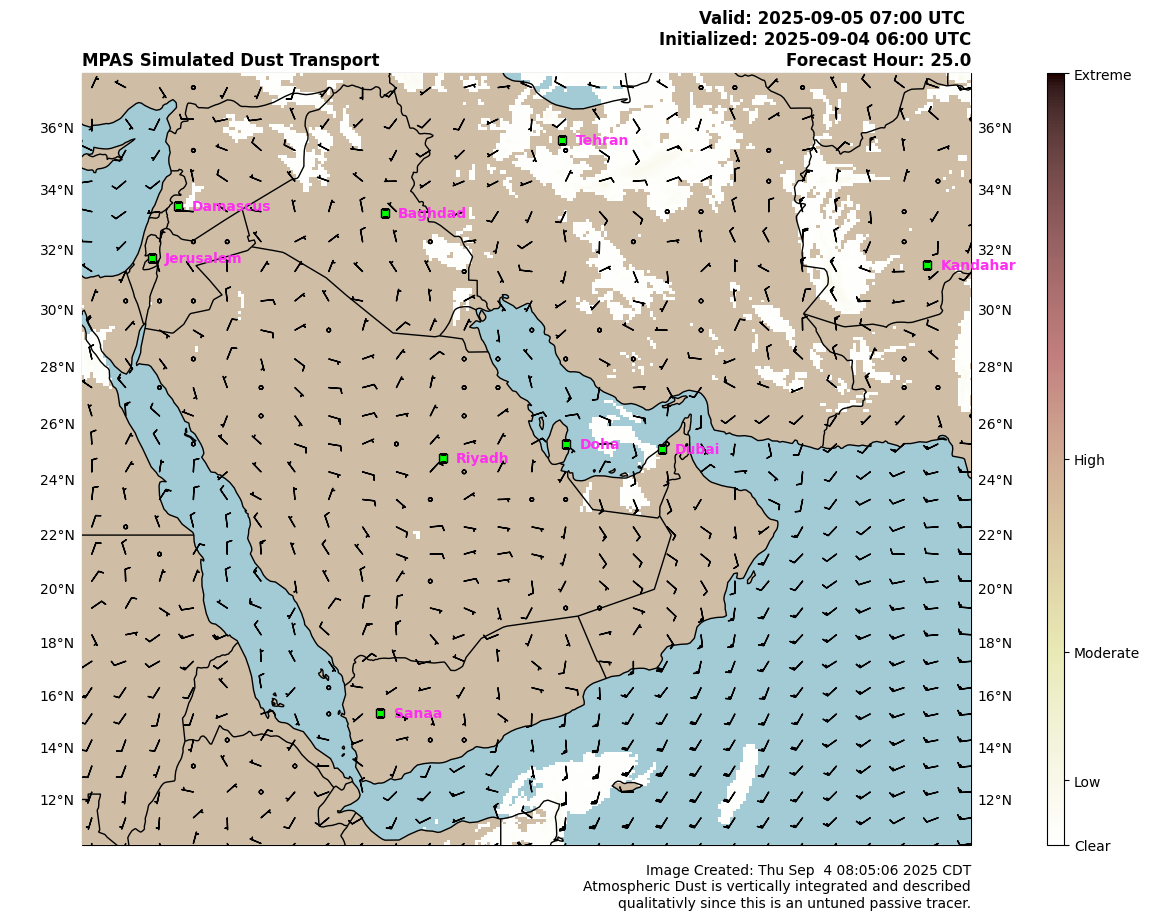 Valid: 2025-09-05 07:00 UTC
Initialized: 2025-09-04 06:00 UTC
MPAS Simulated Dust Transport
Forecast Hour: 25.0
Extreme
36°N
36°N
Tehran
34°N
34°N
Damascus
Baghdad
32°N
32°N
Jerusalem
Kandahar
30°N
30°N
28°N
28°N
26°N
26°N
Doha
Dubai
Riyadh
High
24°N
24°N
22°N
22°N
20°N
20°N
18°N
18°N
Moderate
16°N
16°N
Sanaa
14°N
14°N
Low
12°N
12°N
Clear
Image Created: Thu Sep  4 08:05:06 2025 CDT
Atmospheric Dust is vertically integrated and described
qualitativly since this is an untuned passive tracer.